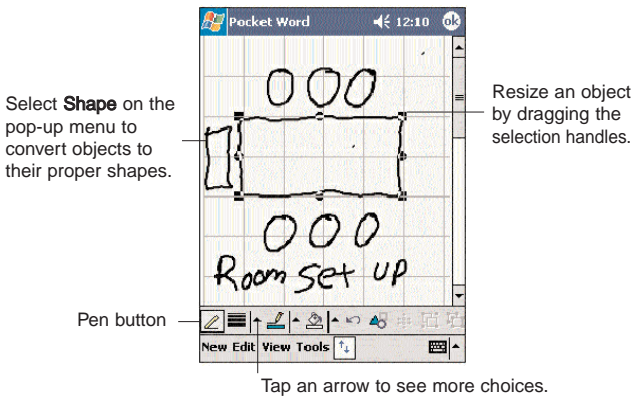 Pocket Word 12:10 ok
Select Shape on the
pop-up menu to
convert objects to
their proper shapes.
Resize an object
by dragging the
selection handles.
Room set up
Pen button
New Edit View Tools
Tap an arrow to see more choices.